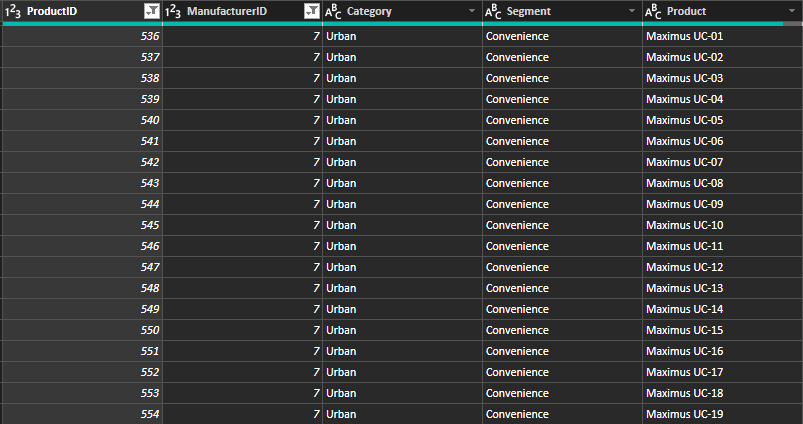 123 ProductID 123 ManufacturerID ABC Category ABC Segment ABC Product
536 7 Urban Convenience Maximus UC-01
537 7 Urban Convenience Maximus UC-02
538 7 Urban Convenience Maximus UC-03
539 7 Urban Convenience Maximus UC-04
540 7 Urban Convenience Maximus UC-05
541 7 Urban Convenience Maximus UC-06
542 7 Urban Convenience Maximus UC-07
543 7 Urban Convenience Maximus UC-08
544 7 Urban Convenience Maximus UC-09
545 7 Urban Convenience Maximus UC-10
546 7 Urban Convenience Maximus UC-11
547 7 Urban Convenience Maximus UC-12
548 7 Urban Convenience Maximus UC-13
549 7 Urban Convenience Maximus UC-14
550 7 Urban Convenience Maximus UC-15
551 7 Urban Convenience Maximus UC-16
552 7 Urban Convenience Maximus UC-17
553 7 Urban Convenience Maximus UC-18
554 7 Urban Convenience Maximus UC-19